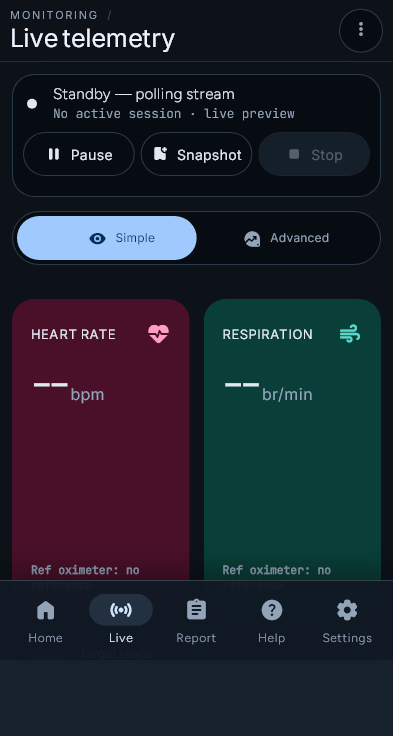 MONITORING /
Live telemetry
Standby — polling stream
No active session · live preview
Pause
Snapshot
Stop
Simple
Advanced
HEART RATE
RESPIRATION
-- bpm
-- br/min
Ref oximeter: no
reference
Ref oximeter: no
Home
Live
Report
Help
Settings